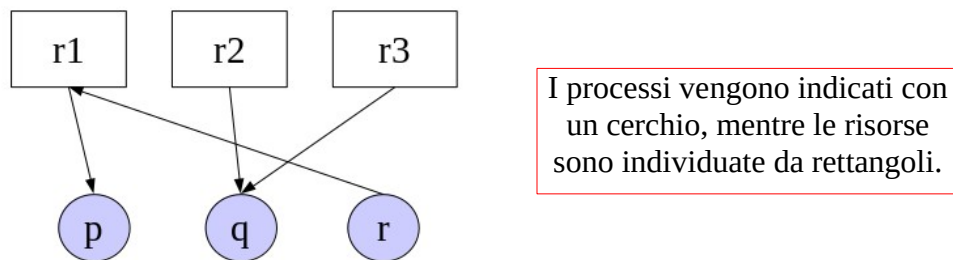 r1 r2 r3
I processi vengono indicati con
un cerchio, mentre le risorse
sono individuate da rettangoli.
p q r